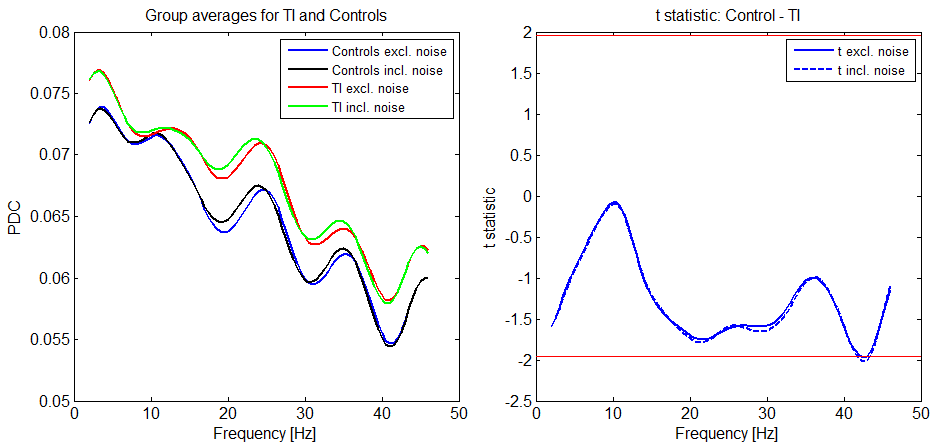 Group averages for TI and Controls
0.08
0.075
0.07
0.065
0.06
0.055
0.05
PDC
0 10 20 30 40 50
Frequency [Hz]
Controls excl. noise
Controls incl. noise
TI excl. noise
TI incl. noise
t statistic: Control - TI
2
1.5
1
0.5
0
-0.5
-1
-1.5
-2
-2.5
t statistic
0 10 20 30 40 50
Frequency [Hz]
t excl. noise
t incl. noise